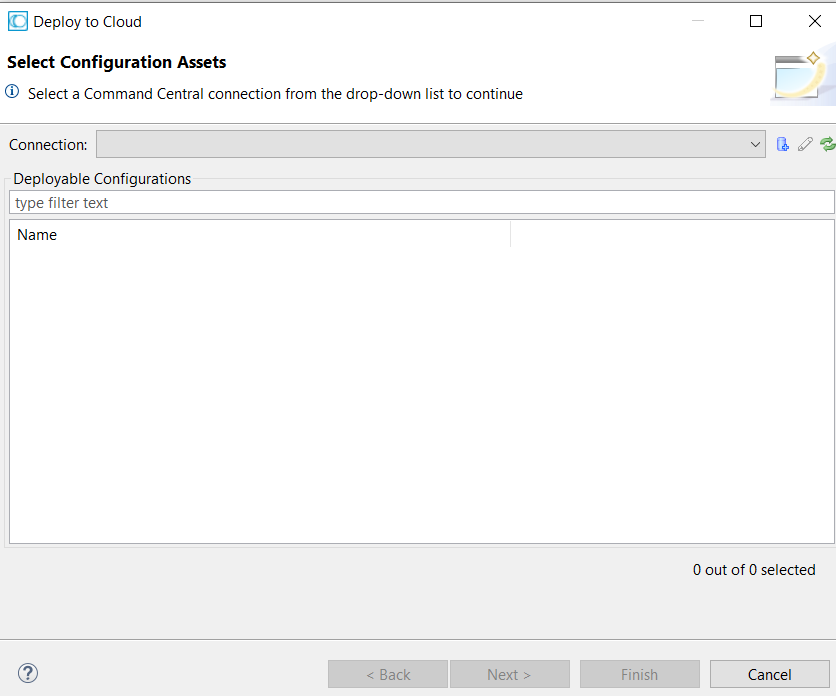 Deploy to Cloud
Select Configuration Assets
Select a Command Central connection from the drop-down list to continue
Connection:
Deployable Configurations
type filter text
Name
0 out of 0 selected
< Back
Next >
Finish
Cancel